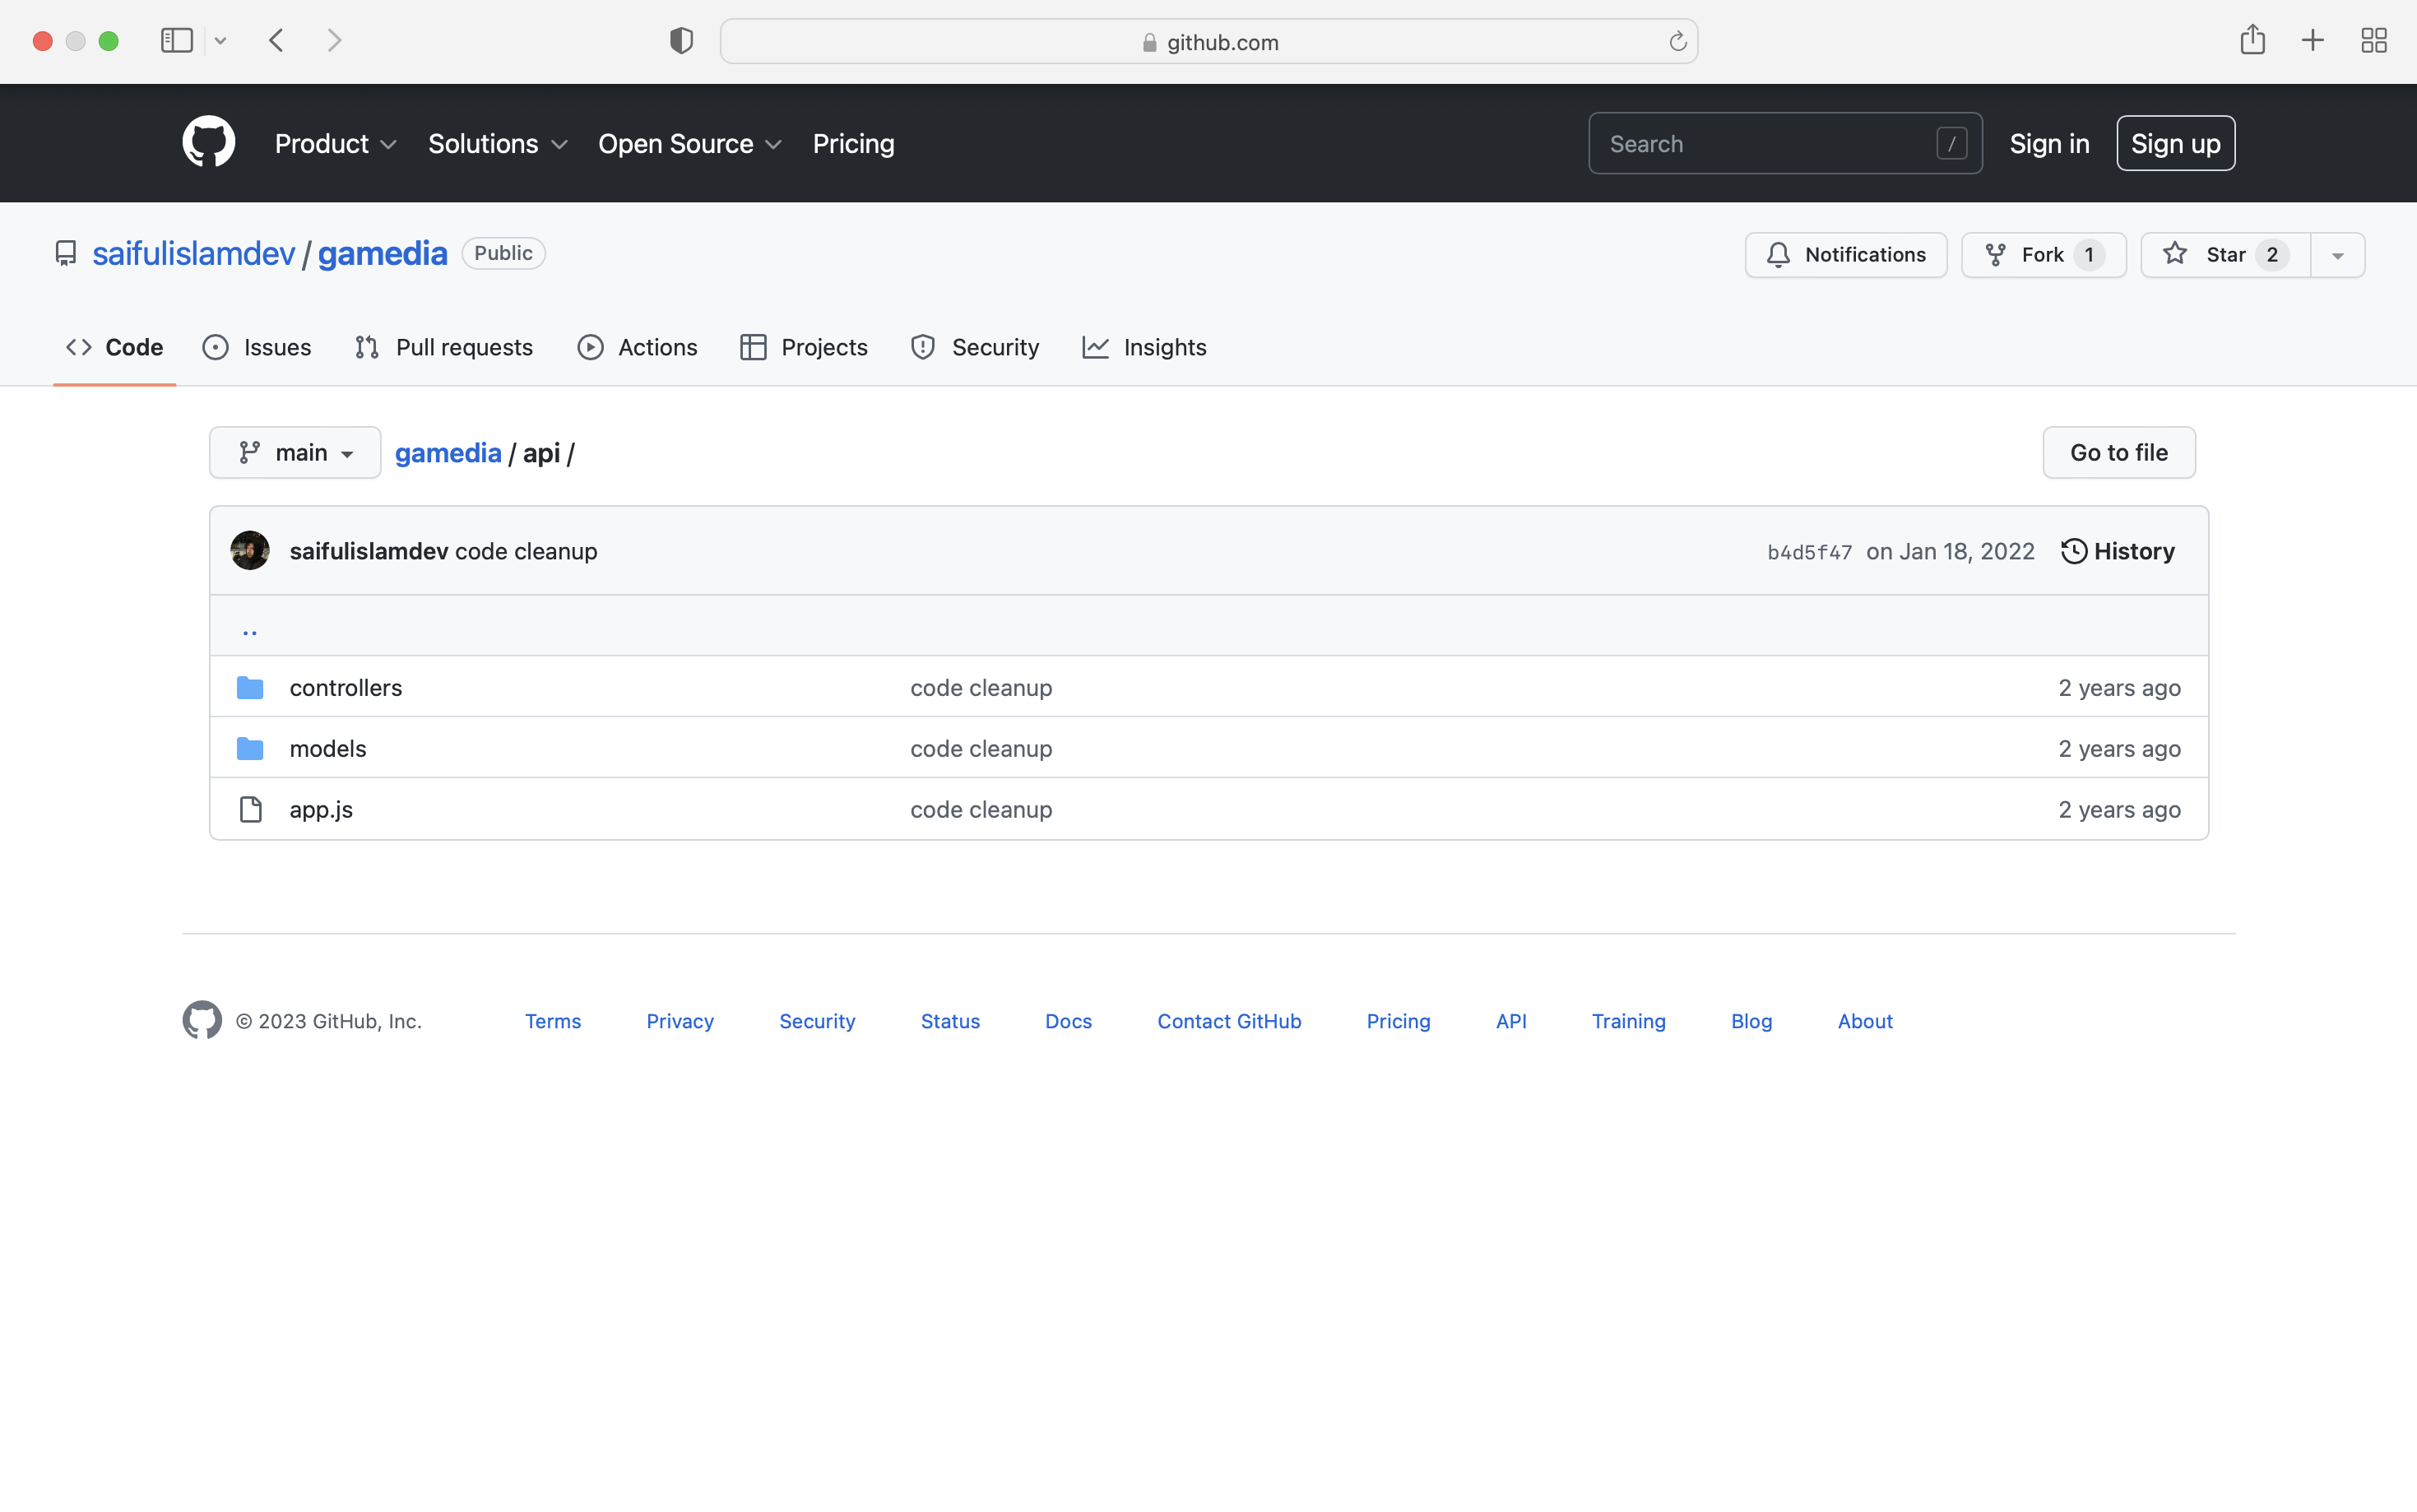 github.com
Product Solutions Open Source Pricing Search / Sign in Sign up
saifulislamdev / gamedia Public Notifications Fork 1 Star 2
Code Issues Pull requests Actions Projects Security Insights
main gamedia / api / Go to file
saifulislamdev code cleanup b4d5f47 on Jan 18, 2022 History
..
controllers code cleanup 2 years ago
models code cleanup 2 years ago
app.js code cleanup 2 years ago
© 2023 GitHub, Inc. Terms Privacy Security Status Docs Contact GitHub Pricing API Training Blog About